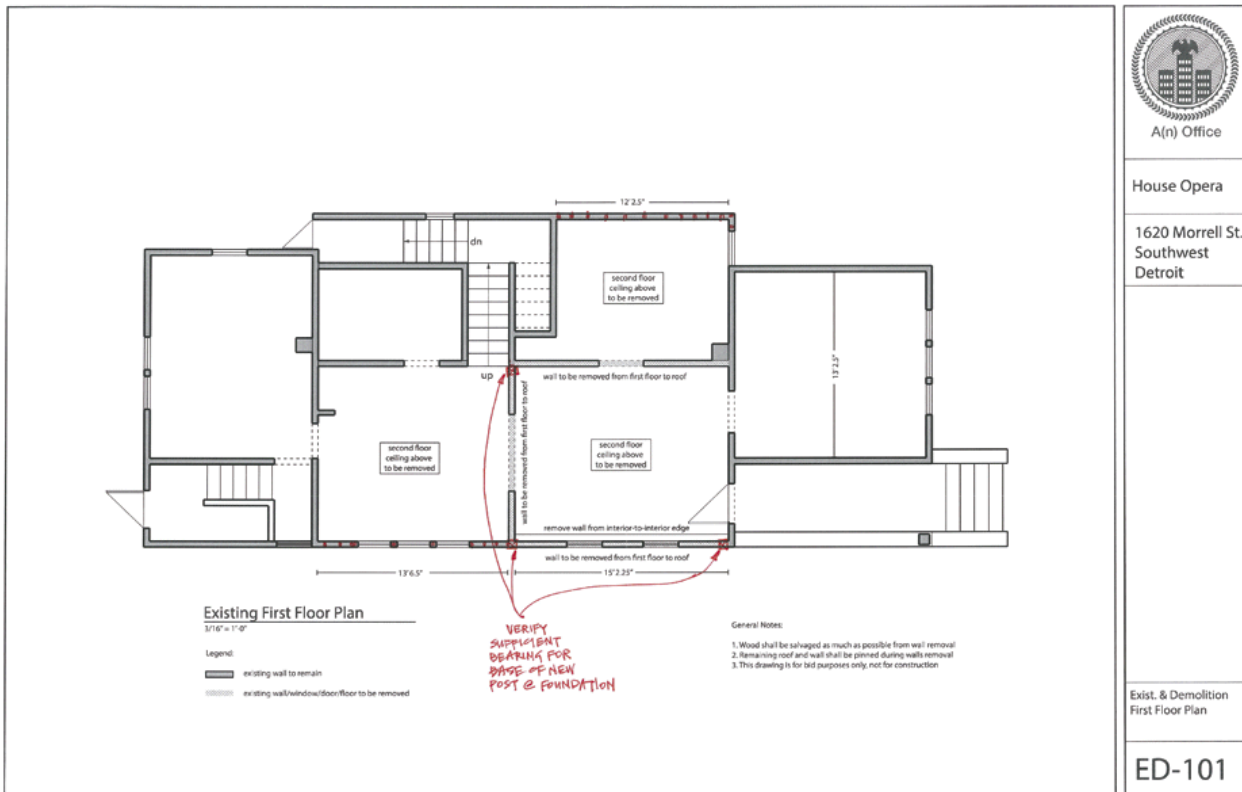 A(n) Office
House Opera
1620 Morrell St.
Southwest
Detroit
12'2.5"
dn
second floor
ceiling above
to be removed
13'2.5"
up
wall to be removed from first floor to roof
wall to be removed from first floor to roof
second floor
ceiling above
to be removed
second floor
ceiling above
to be removed
remove wall from interior-to-interior edge
wall to be removed from first floor to roof
13'6.5"
15'2.25"
Existing First Floor Plan
3/16" = 1'-0"
Legend:
existing wall to remain
existing wall/window/door/floor to be removed
VERIFY
SUFFICIENT
BEARING FOR
BASE OF NEW
POST @ FOUNDATION
General Notes:
1. Wood shall be salvaged as much as possible from wall removal
2. Remaining roof and wall shall be pinned during walls removal
3. This drawing is for bid purposes only, not for construction
Exist. & Demolition
First Floor Plan
ED-101